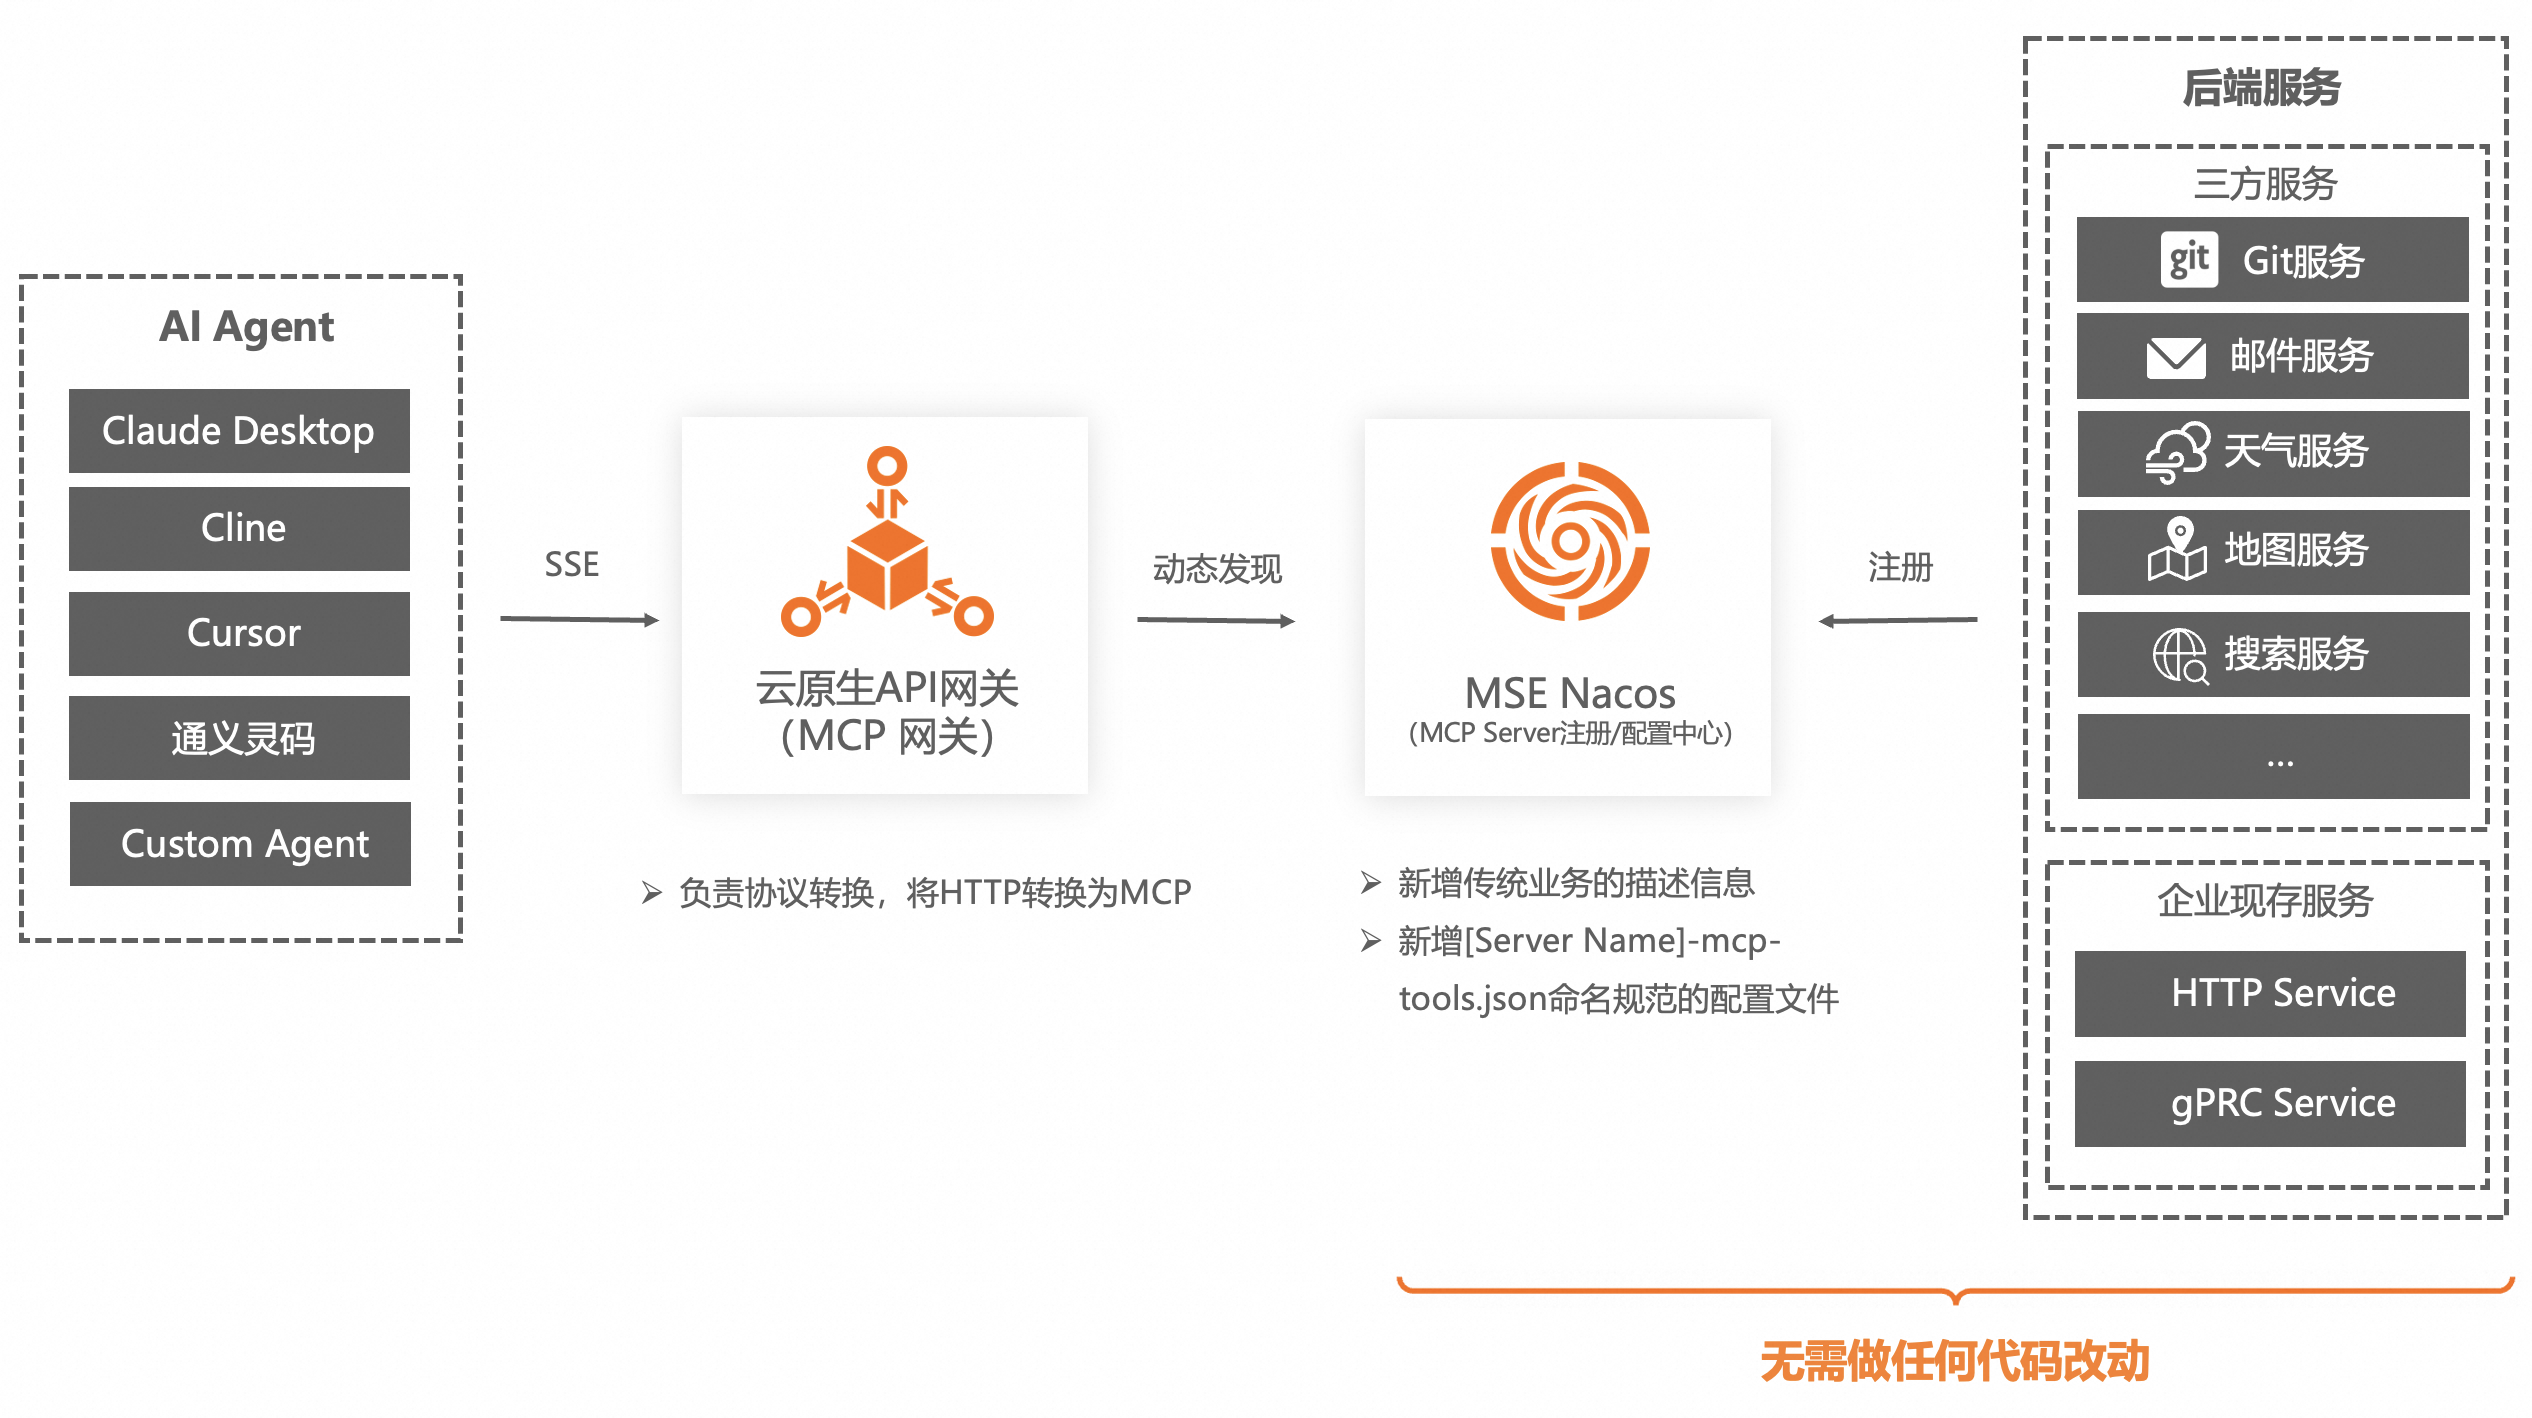 AI Agent
Claude Desktop
Cline
Cursor
通义灵码
Custom Agent
SSE
云原生API网关
（MCP 网关）
负责协议转换，将HTTP转换为MCP
动态发现
MSE Nacos
（MCP Server注册/配置中心）
新增传统业务的描述信息
新增[Server Name]-mcp-
tools.json命名规范的配置文件
注册
后端服务
三方服务
git Git服务
邮件服务
天气服务
地图服务
搜索服务
...
企业现存服务
HTTP Service
gPRC Service
无需做任何代码改动